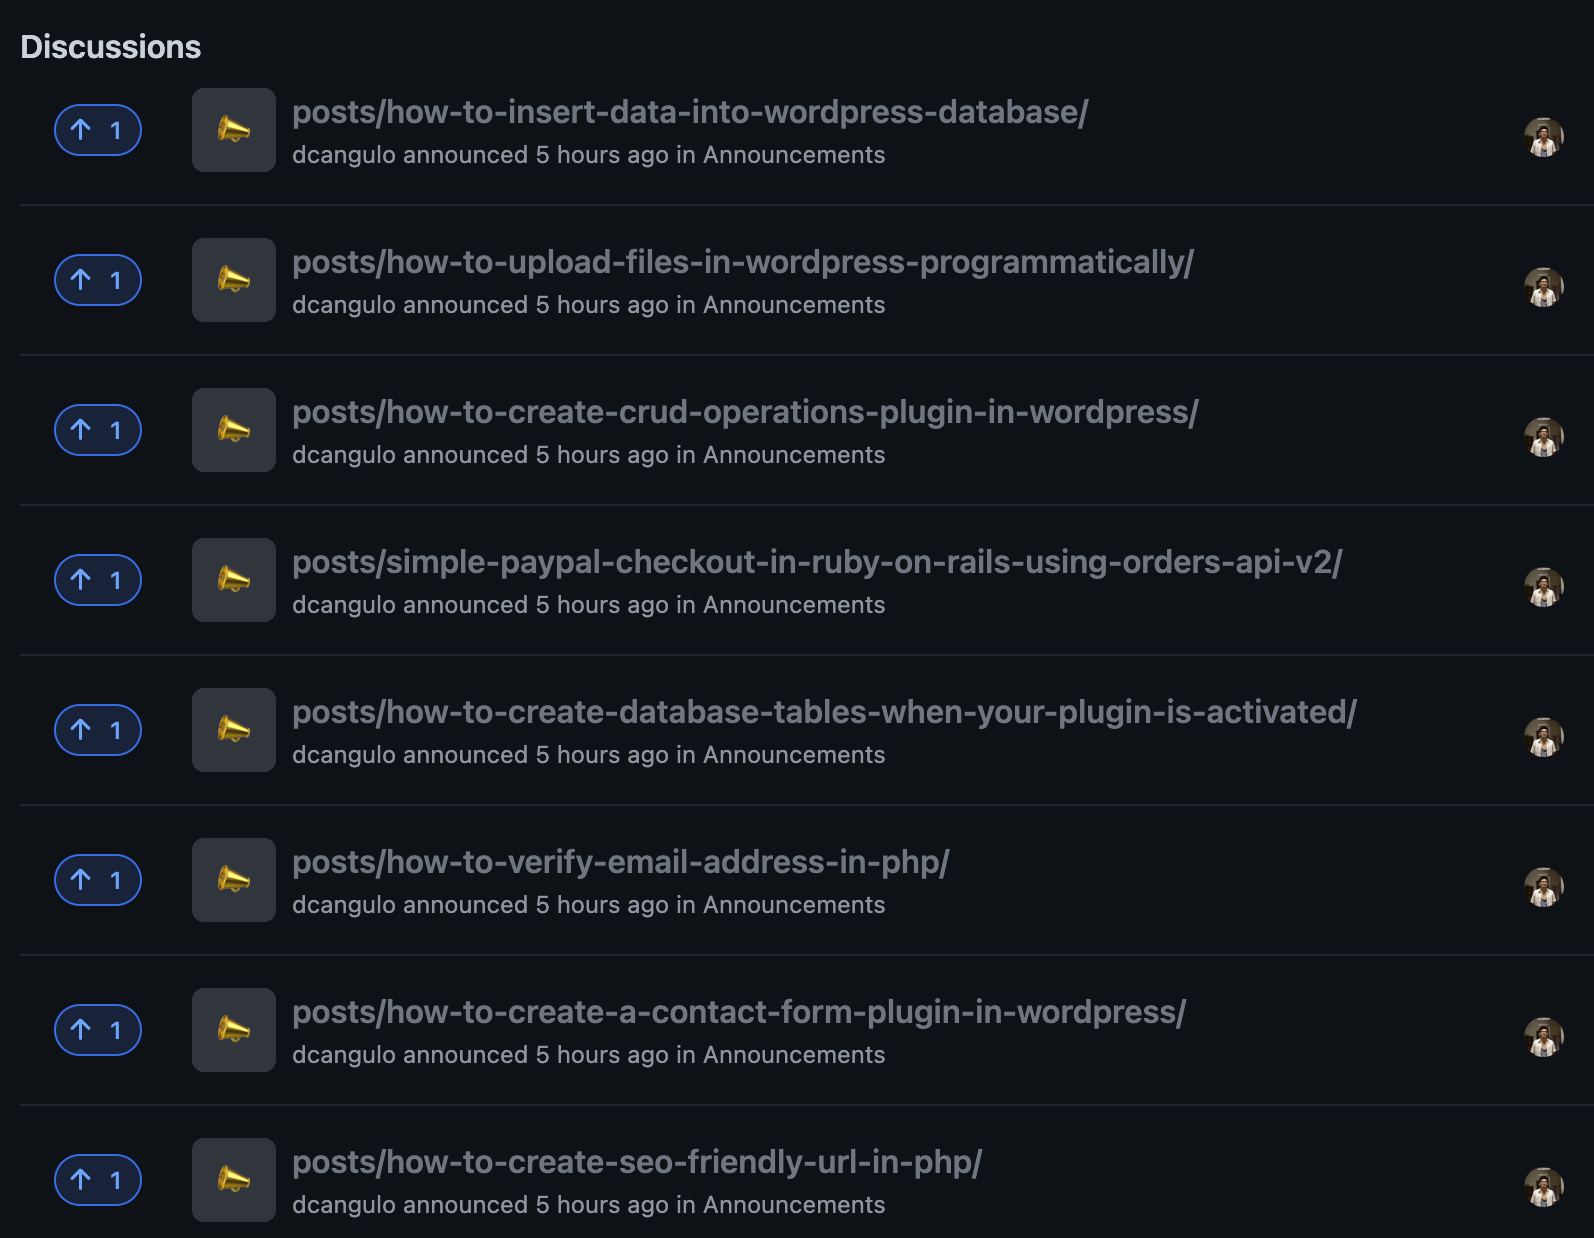 Discussions
1
posts/how-to-insert-data-into-wordpress-database/
dcangulo announced 5 hours ago in Announcements
1
posts/how-to-upload-files-in-wordpress-programmatically/
dcangulo announced 5 hours ago in Announcements
1
posts/how-to-create-crud-operations-plugin-in-wordpress/
dcangulo announced 5 hours ago in Announcements
1
posts/simple-paypal-checkout-in-ruby-on-rails-using-orders-api-v2/
dcangulo announced 5 hours ago in Announcements
1
posts/how-to-create-database-tables-when-your-plugin-is-activated/
dcangulo announced 5 hours ago in Announcements
1
posts/how-to-verify-email-address-in-php/
dcangulo announced 5 hours ago in Announcements
1
posts/how-to-create-a-contact-form-plugin-in-wordpress/
dcangulo announced 5 hours ago in Announcements
1
posts/how-to-create-seo-friendly-url-in-php/
dcangulo announced 5 hours ago in Announcements